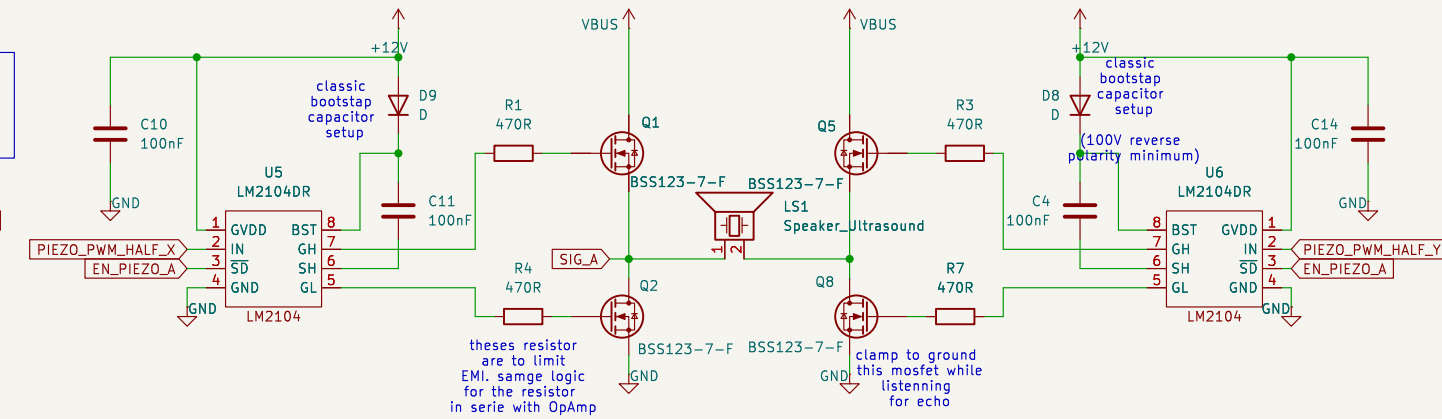 VBUS
VBUS
+12V
+12V
classic
bootstap
capacitor
setup
D9
D
R1
470R
Q1
BSS123-7-F
Q5
BSS123-7-F
R3
470R
D8
D
classic
bootstap
capacitor
setup
(100V reverse
polarity minimum)
C10
100nF
GND
C14
100nF
GND
U5
LM2104DR
C11
100nF
LS1
Speaker_Ultrasound
1
2
C4
100nF
U6
LM2104DR
1 GVDD BST 8
PIEZO_PWM_HALF_X 2 IN GH 7
EN_PIEZO_A 3 SD SH 6
4 GND GL 5
GND
LM2104
SIG_A
8 BST GVDD 1
7 GH IN 2 PIEZO_PWM_HALF_Y
6 SH SD 3 EN_PIEZO_A
5 GL GND 4
GND
LM2104
R4
470R
Q2
BSS123-7-F
GND
Q8
BSS123-7-F
GND
R7
470R
theses resistor
are to limit
EMI. samge logic
for the resistor
in serie with OpAmp
clamp to ground
this mosfet while
listenning
for echo